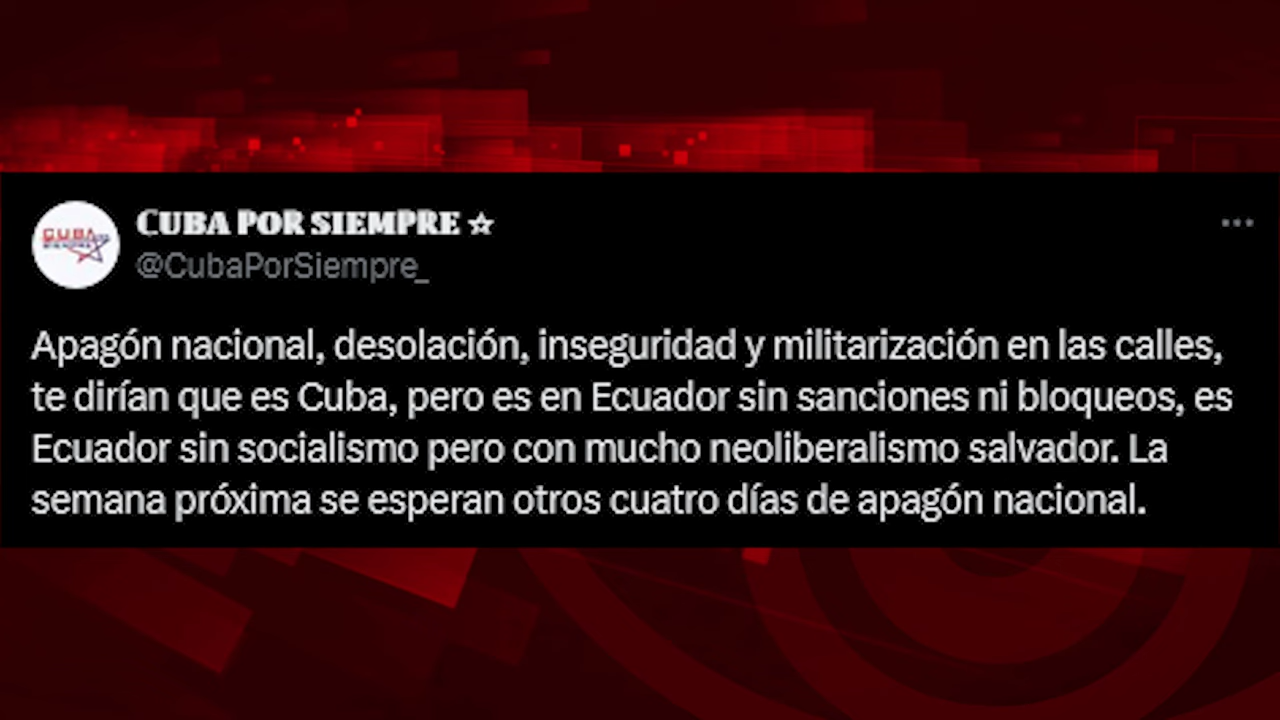 CUBA POR SIEMPRE ☆
@CubaPorSiempre_
CUBA
Apagón nacional, desolación, inseguridad y militarización en las calles,
te dirían que es Cuba, pero es en Ecuador sin sanciones ni bloqueos, es
Ecuador sin socialismo pero con mucho neoliberalismo salvador. La
semana próxima se esperan otros cuatro días de apagón nacional.